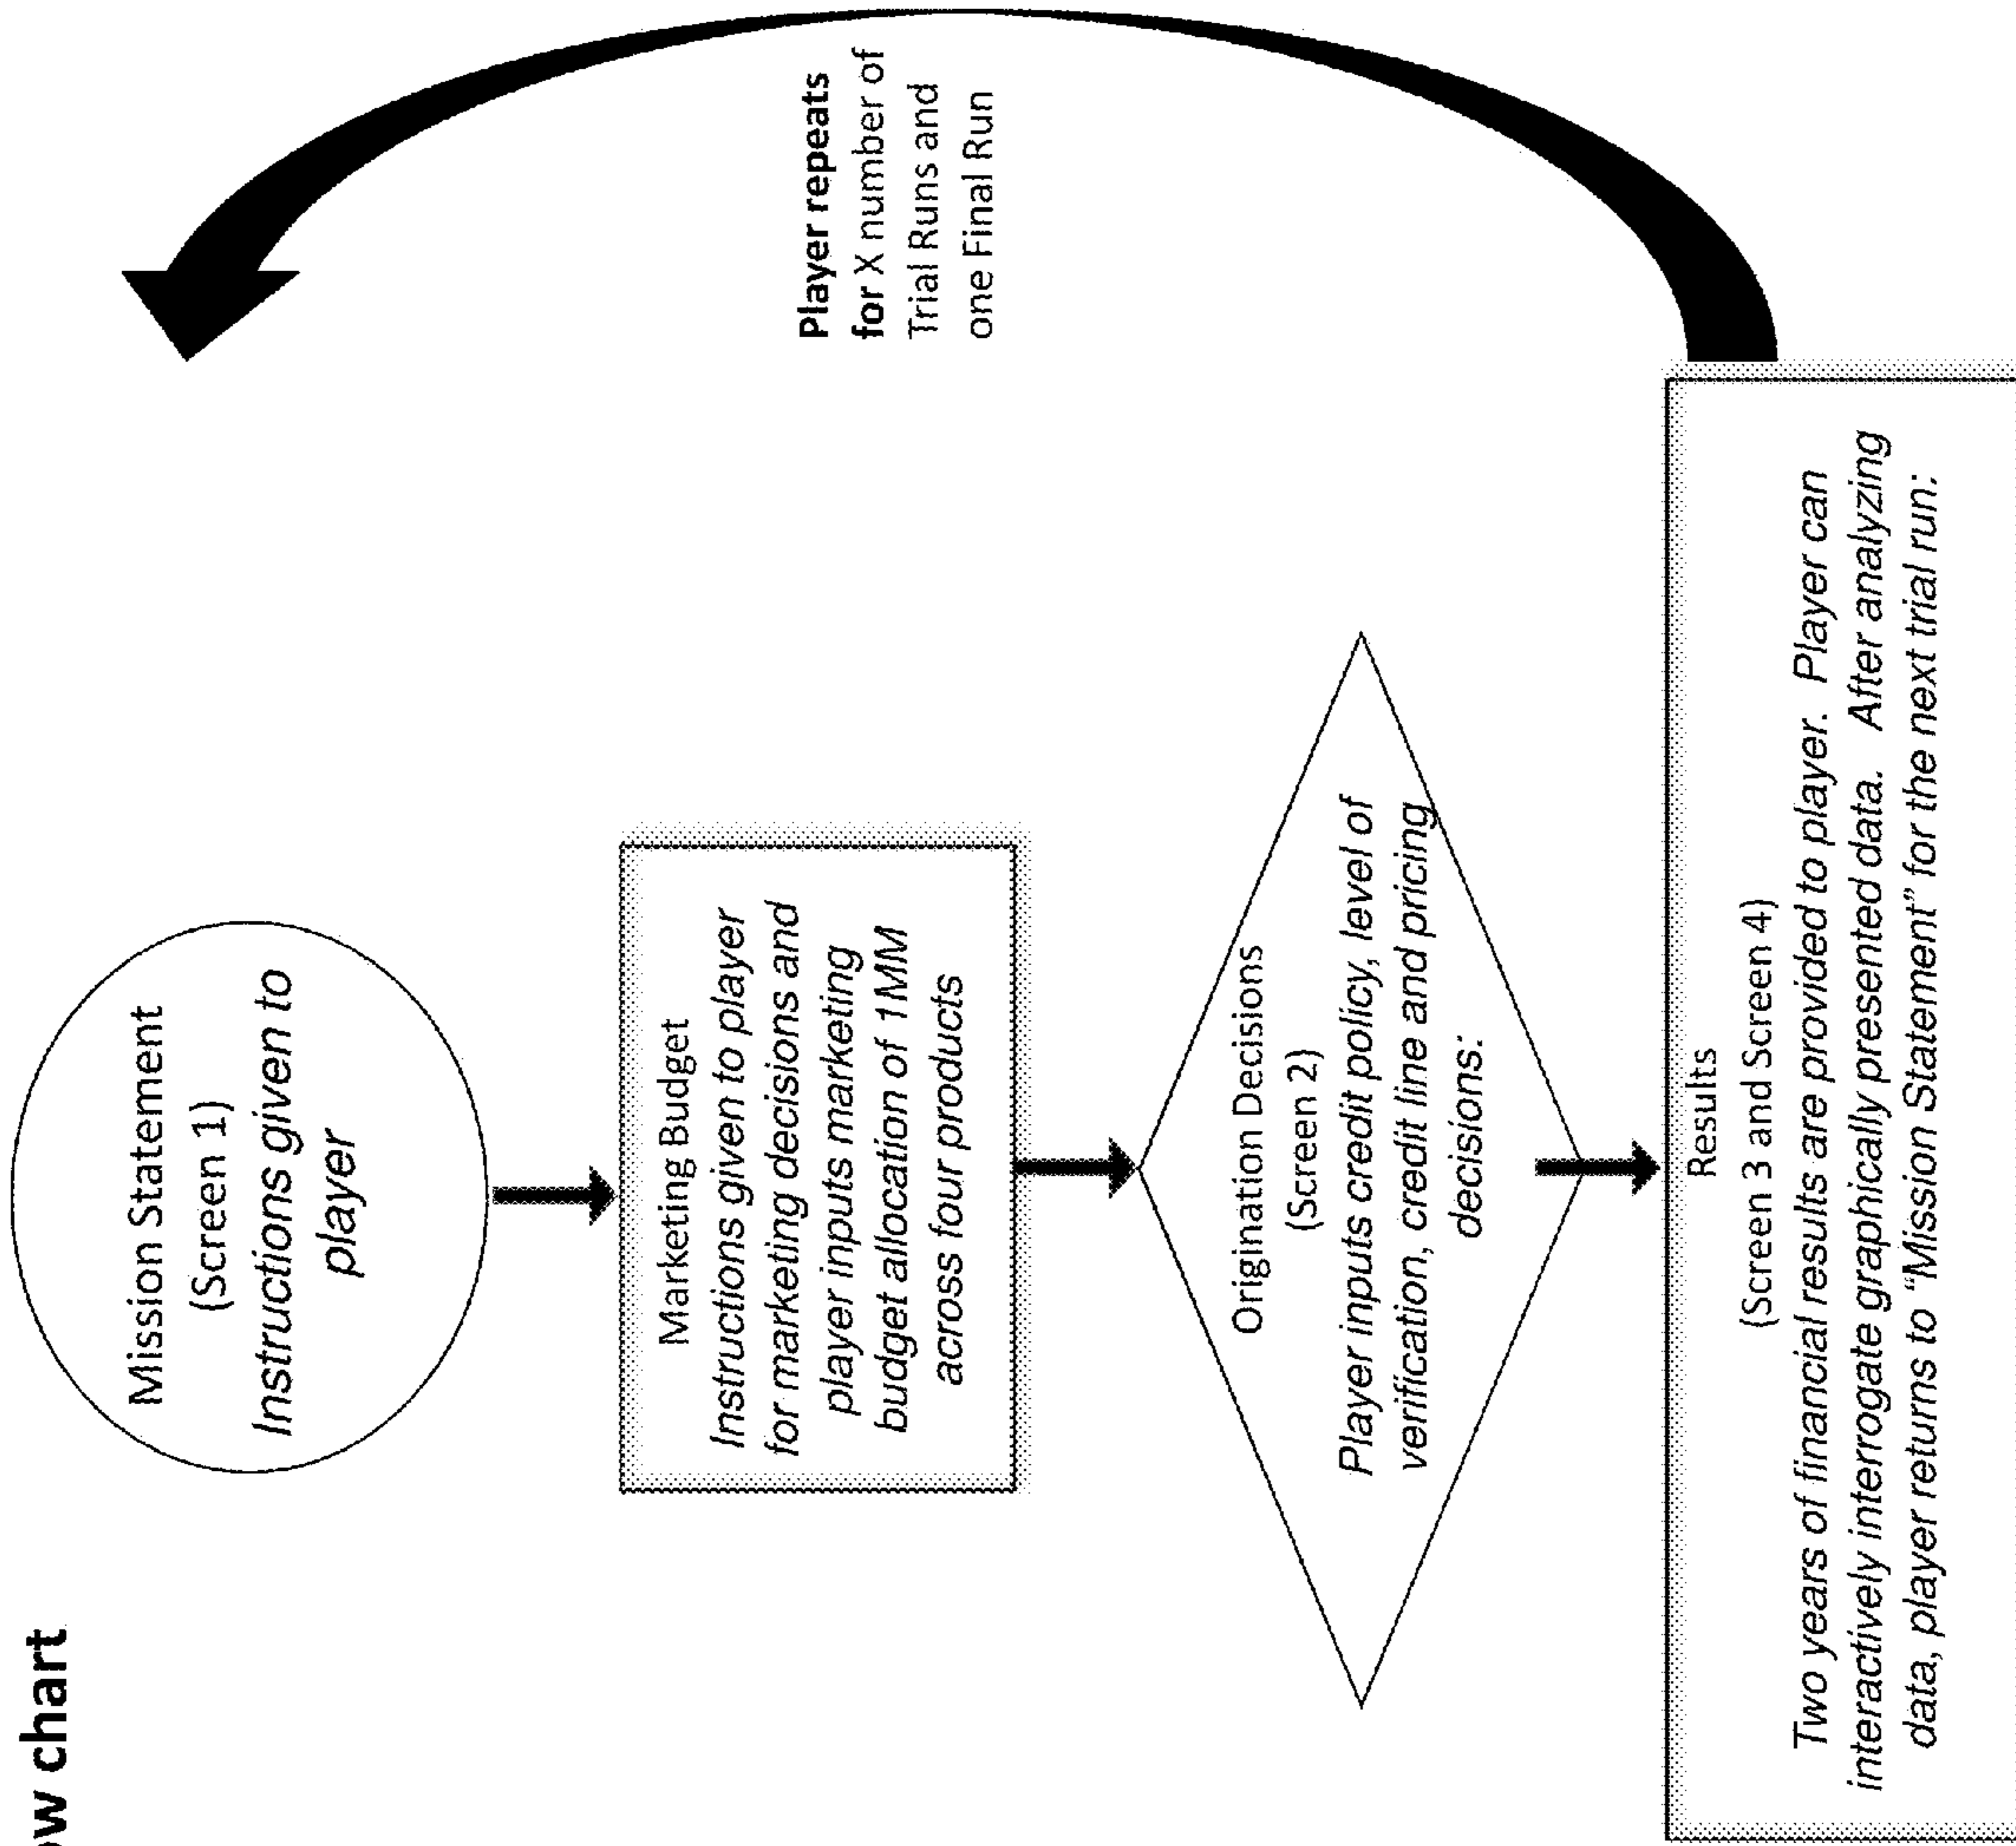 ow chart
Mission Statement
(Screen 1)
Instructions given to
player
Marketing Budget
Instructions given to player
for marketing decisions and
player inputs marketing
budget allocation of 1MM
across four products
Origination Decisions
(Screen 2)
Player inputs credit policy, level of
verification, credit line and pricing
decisions:
Results
(Screen 3 and Screen 4)
Two years of financial results are provided to player. Player can
interactively interrogate graphically presented data. After analyzing
data, player returns to "Mission Statement" for the next trial run:
Player repeats
for X number of
Trial Runs and
one Final Run